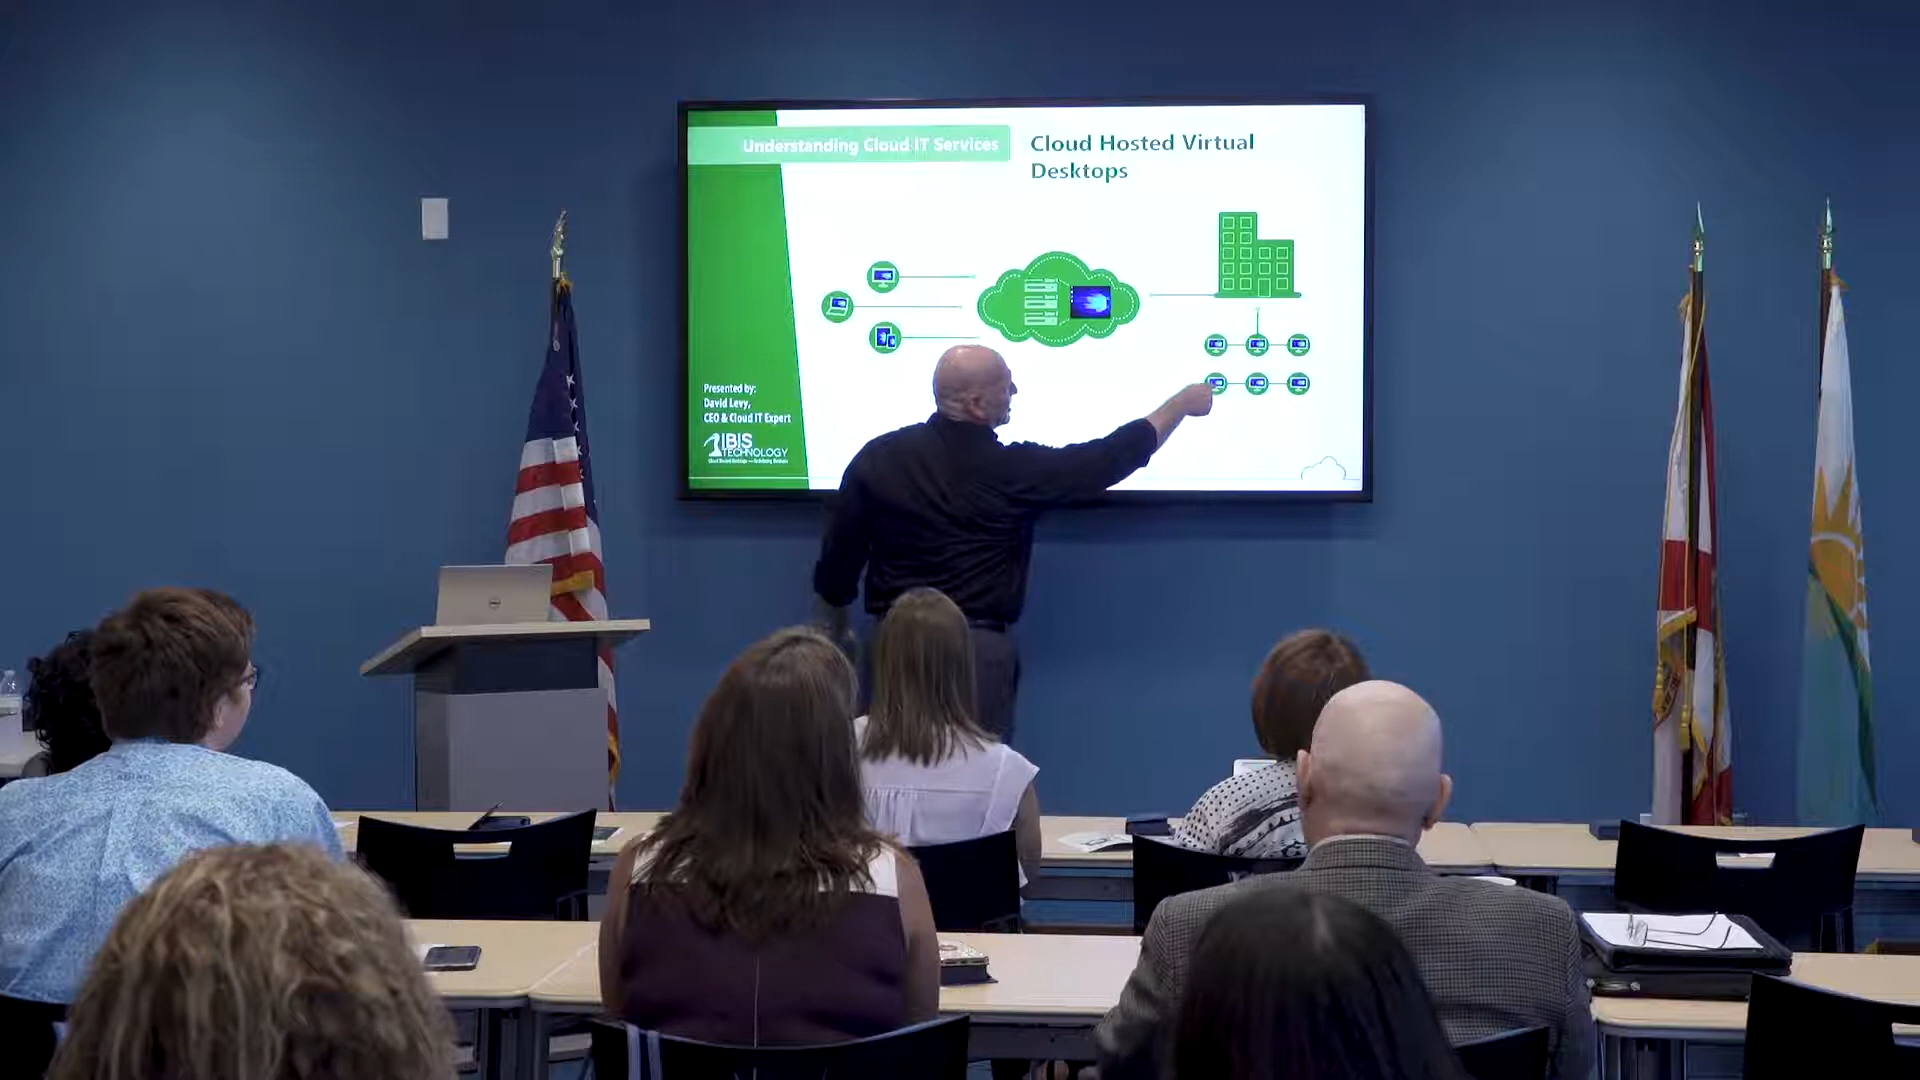 Understanding Cloud IT Services
Cloud Hosted Virtual
Desktops
Presented by:
David Levy,
CEO & Cloud IT Expert
IBIS
TECHNOLOGY